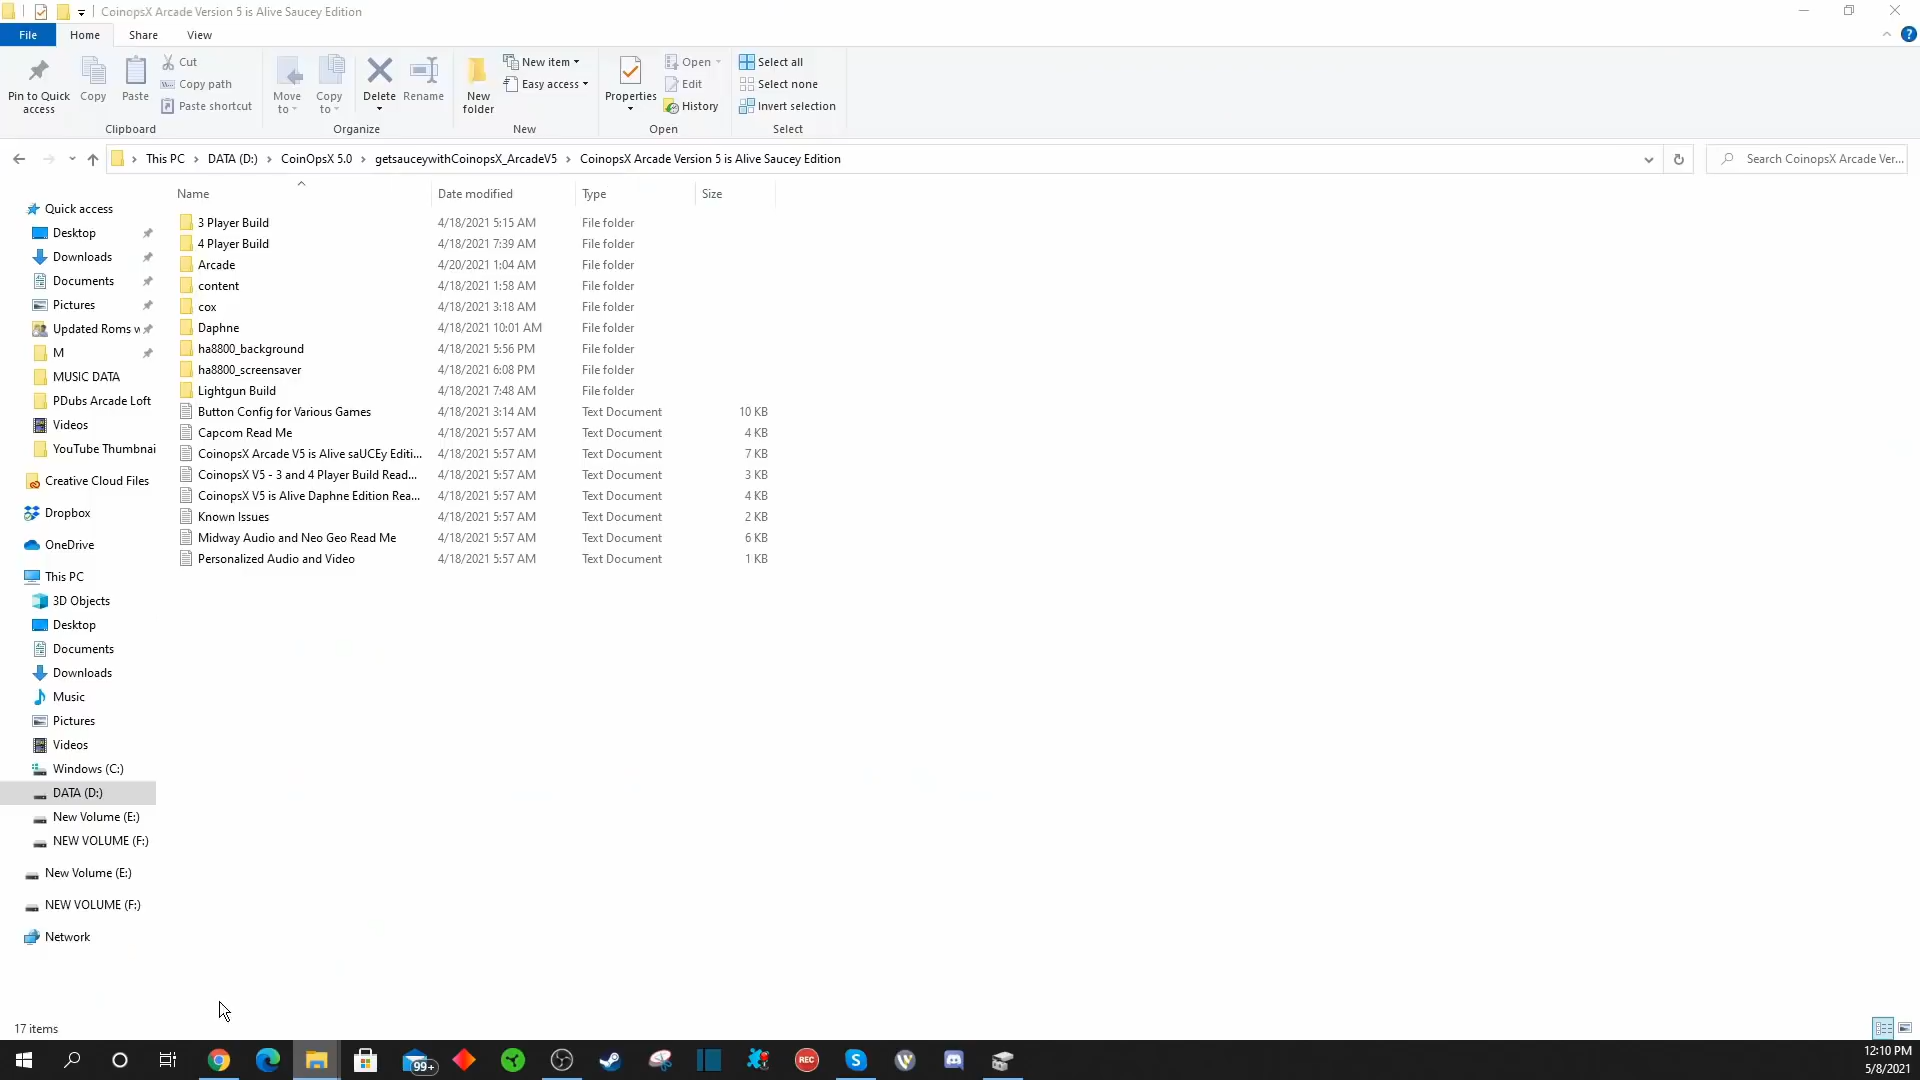 CoinopsX Arcade Version 5 is Alive Saucey Edition
File Home Share View
Pin to Quick access
Copy
Paste
Cut
Copy path
Paste shortcut
Clipboard
Move to
Copy to
Delete
Rename
Organize
New folder
New item
Easy access
New
Properties
Open
Edit
History
Open
Select all
Select none
Invert selection
Select
This PC › DATA (D:) › CoinOpsX 5.0 › getsauceywithCoinopsX_ArcadeV5 › CoinopsX Arcade Version 5 is Alive Saucey Edition
Search CoinopsX Arcade Ver...
Name Date modified Type Size
3 Player Build 4/18/2021 5:15 AM File folder
4 Player Build 4/18/2021 7:39 AM File folder
Arcade 4/20/2021 1:04 AM File folder
content 4/18/2021 1:58 AM File folder
cox 4/18/2021 3:18 AM File folder
Daphne 4/18/2021 10:01 AM File folder
ha8800_background 4/18/2021 5:56 PM File folder
ha8800_screensaver 4/18/2021 6:08 PM File folder
Lightgun Build 4/18/2021 7:48 AM File folder
Button Config for Various Games 4/18/2021 3:14 AM Text Document 10 KB
Capcom Read Me 4/18/2021 5:57 AM Text Document 4 KB
CoinopsX Arcade V5 is Alive saUCEy Editi... 4/18/2021 5:57 AM Text Document 7 KB
CoinopsX V5 - 3 and 4 Player Build Read... 4/18/2021 5:57 AM Text Document 3 KB
CoinopsX V5 is Alive Daphne Edition Rea... 4/18/2021 5:57 AM Text Document 4 KB
Known Issues 4/18/2021 5:57 AM Text Document 2 KB
Midway Audio and Neo Geo Read Me 4/18/2021 5:57 AM Text Document 6 KB
Personalized Audio and Video 4/18/2021 5:57 AM Text Document 1 KB
Quick access
Desktop
Downloads
Documents
Pictures
Updated Roms w
M
MUSIC DATA
PDubs Arcade Loft
Videos
YouTube Thumbnai
Creative Cloud Files
Dropbox
OneDrive
This PC
3D Objects
Desktop
Documents
Downloads
Music
Pictures
Videos
Windows (C:)
DATA (D:)
New Volume (E:)
NEW VOLUME (F:)
New Volume (E:)
NEW VOLUME (F:)
Network
17 items
99+
REC
12:10 PM
5/8/2021